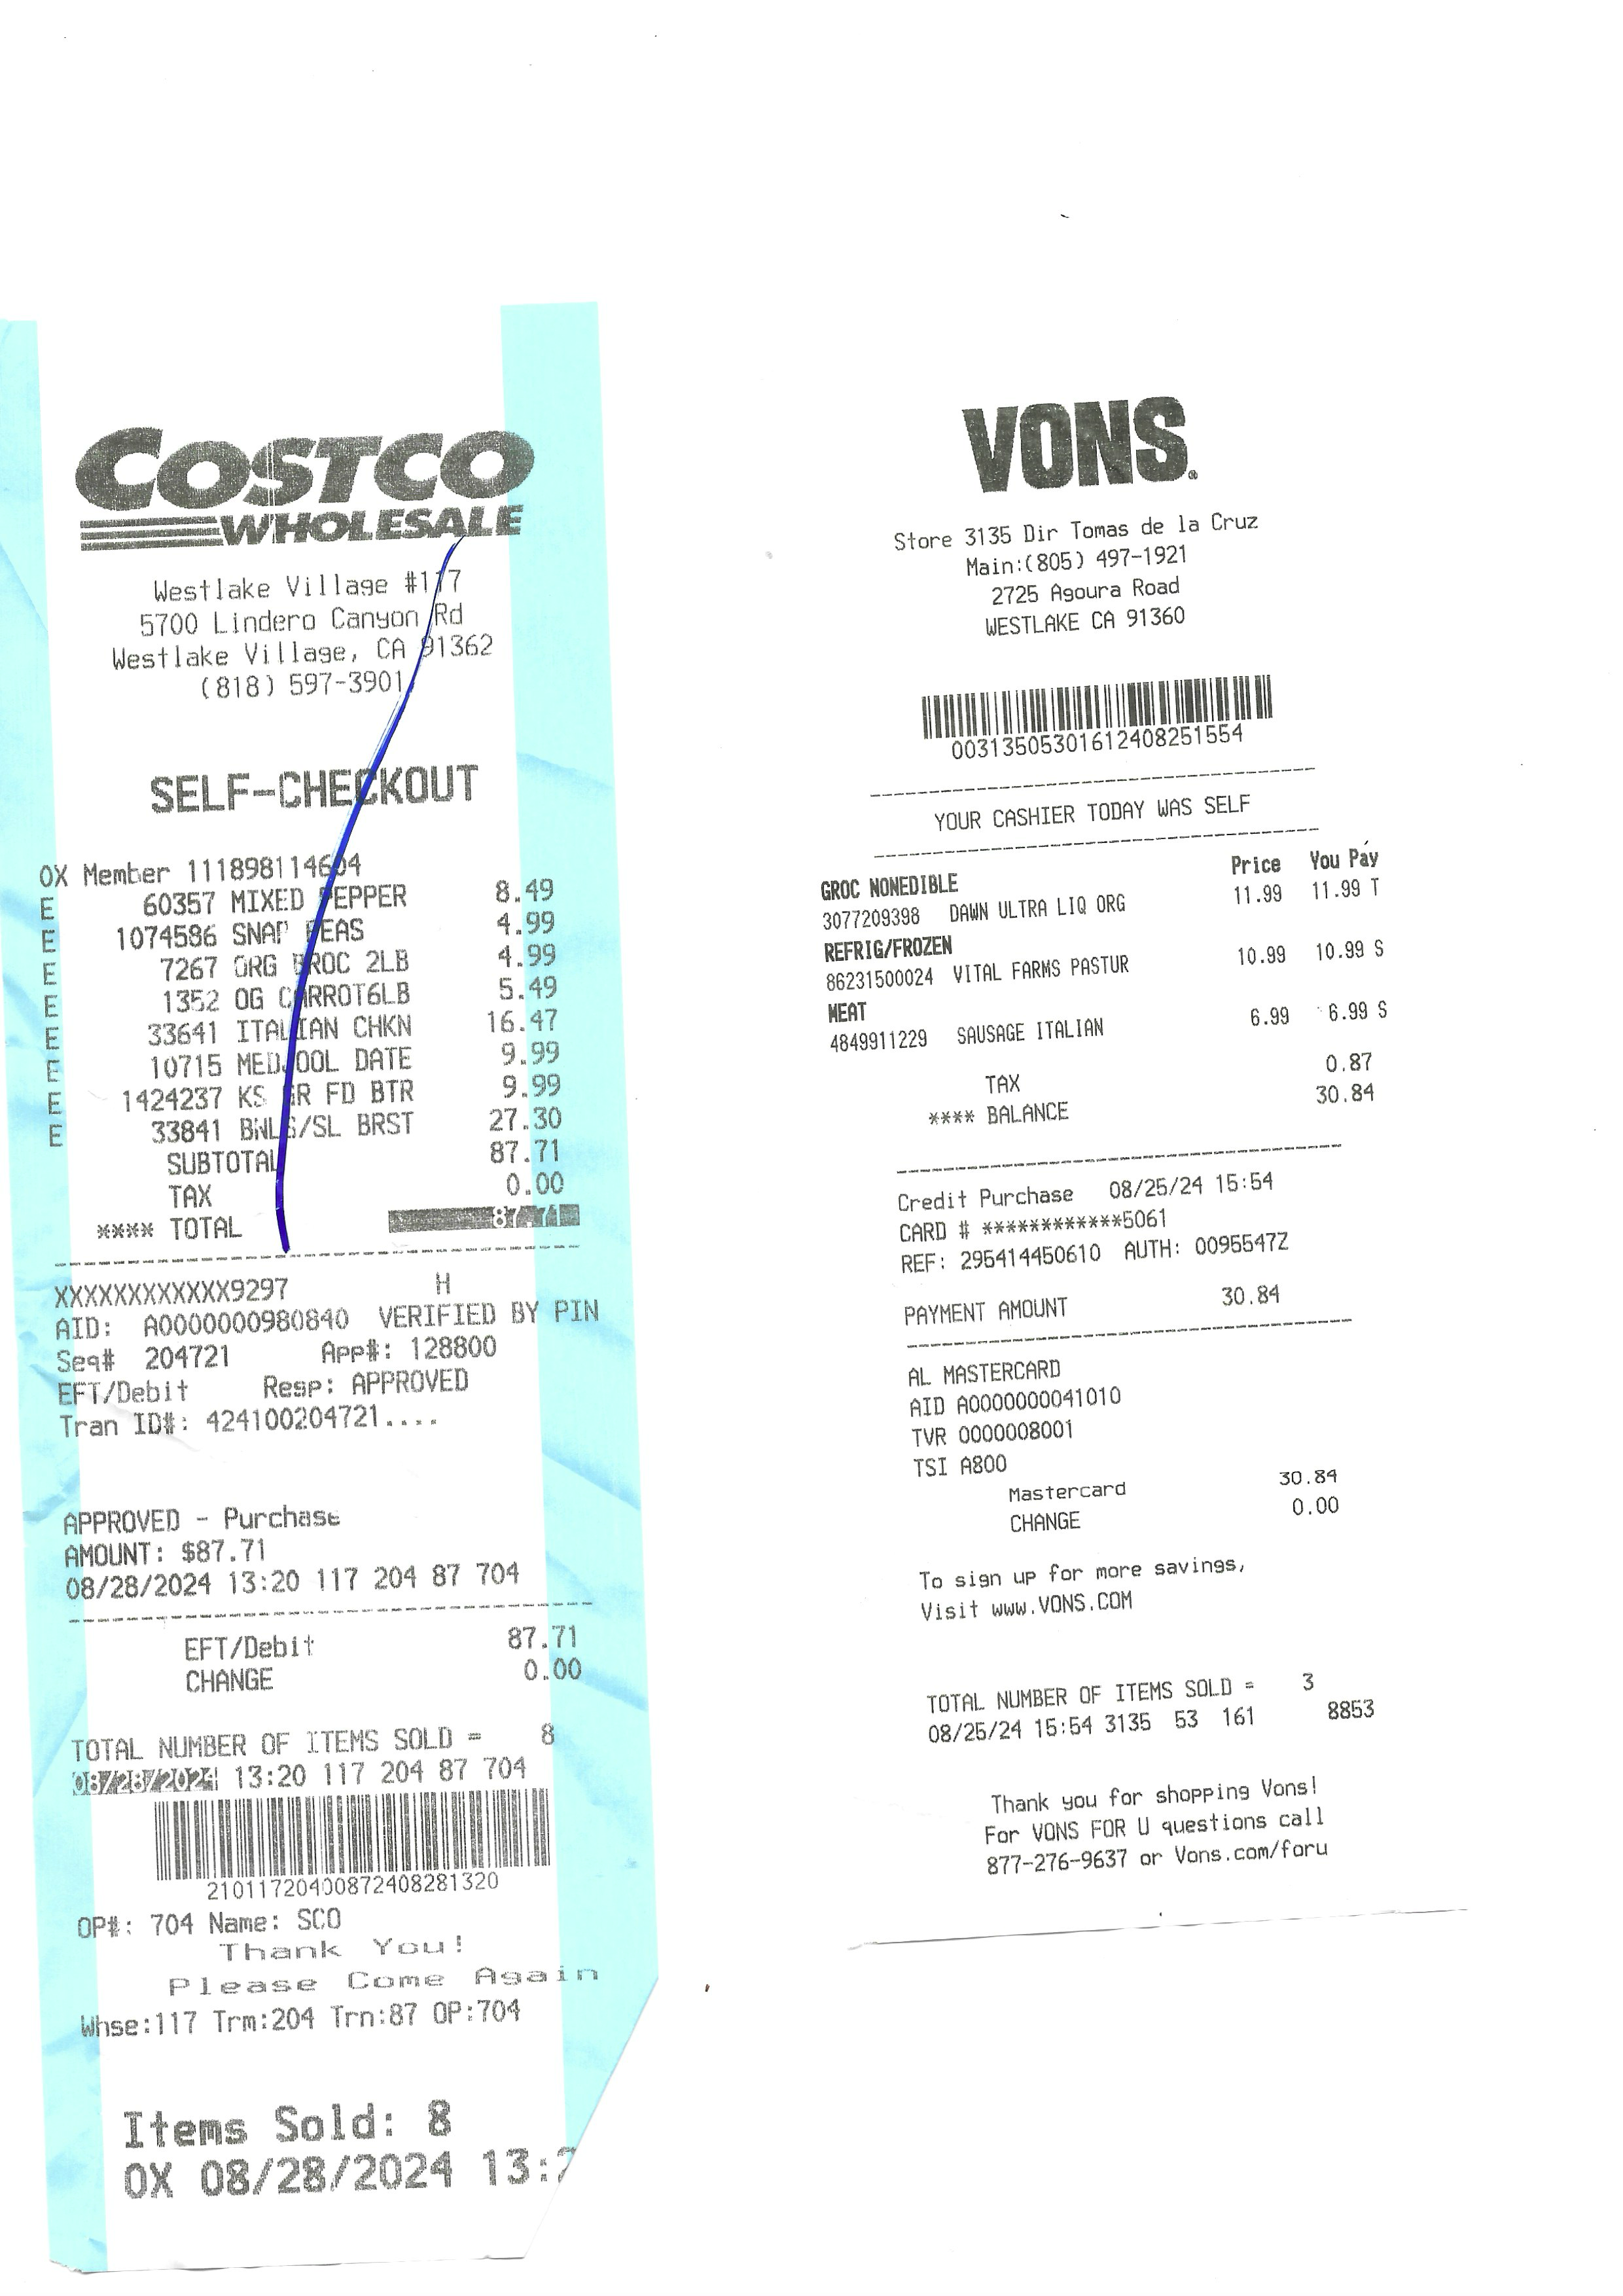 COSTCO
WHOLESALE
Westlake Village #117
5700 Lindero Canyon Rd
Westlake Village, CA 91362
(818) 597-3901
SELF-CHECKOUT
OX Member 111898114604
E 60357 MIXED PEPPER 8.49
E 1074586 SNAP PEAS 4.99
E 7267 ORG BROC 2LB 4.99
E 1352 OG CARROT6LB 5.49
E 33641 ITALIAN CHKN 16.47
E 10715 MEDJOOL DATE 9.99
E 1424237 KS GR FD BTR 9.99
E 33841 BNLS/SL BRST 27.30
SUBTOTAL 87.71
TAX 0.00
**** TOTAL 87.71
XXXXXXXXXXXX9297 H
AID: A0000000980840 VERIFIED BY PIN
Seq# 204721 App#: 128800
EFT/Debit Resp: APPROVED
Tran ID#: 424100204721....
APPROVED - Purchase
AMOUNT: $87.71
08/28/2024 13:20 117 204 87 704
EFT/Debit 87.71
CHANGE 0.00
TOTAL NUMBER OF ITEMS SOLD = 8
08/28/2024 13:20 117 204 87 704
21011720400872408281320
OP#: 704 Name: SCO
Thank You!
Please Come Again
Whse:117 Trm:204 Trn:87 OP:704
Items Sold: 8
OX 08/28/2024 13:2
VONS.
Store 3135 Dir Tomas de la Cruz
Main:(805) 497-1921
2725 Agoura Road
WESTLAKE CA 91360
00313505301612408251554
YOUR CASHIER TODAY WAS SELF
Price You Pay
GROC NONEDIBLE
3077209398 DAWN ULTRA LIQ ORG 11.99 11.99 T
REFRIG/FROZEN
86231500024 VITAL FARMS PASTUR 10.99 10.99 S
MEAT
4849911229 SAUSAGE ITALIAN 6.99 6.99 S
TAX 0.87
**** BALANCE 30.84
Credit Purchase 08/25/24 15:54
CARD # ************5061
REF: 295414450610 AUTH: 0095547Z
PAYMENT AMOUNT 30.84
AL MASTERCARD
AID A0000000041010
TVR 0000008001
TSI A800
Mastercard 30.84
CHANGE 0.00
To sign up for more savings,
Visit www.VONS.COM
TOTAL NUMBER OF ITEMS SOLD = 3
08/25/24 15:54 3135 53 161 8853
Thank you for shopping Vons!
For VONS FOR U questions call
877-276-9637 or Vons.com/foru